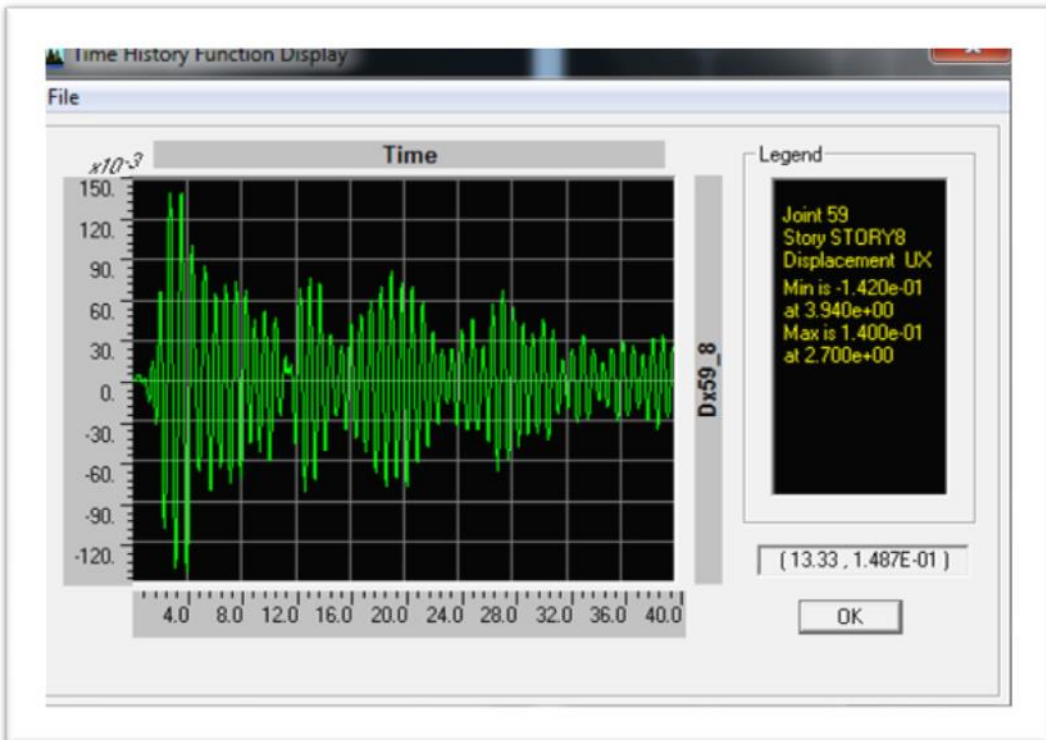 Time History Function Display
File
x10-3
Time
150.
120.
90.
60.
30.
0.
-30.
-60.
-90.
-120.
4.0 8.0 12.0 16.0 20.0 24.0 28.0 32.0 36.0 40.0
Dx59_8
Legend
Joint 59
Story STORY8
Displacement UX
Min is -1.420e-01
at 3.940e+00
Max is 1.400e-01
at 2.700e+00
( 13.33 , 1.487E-01 )
OK